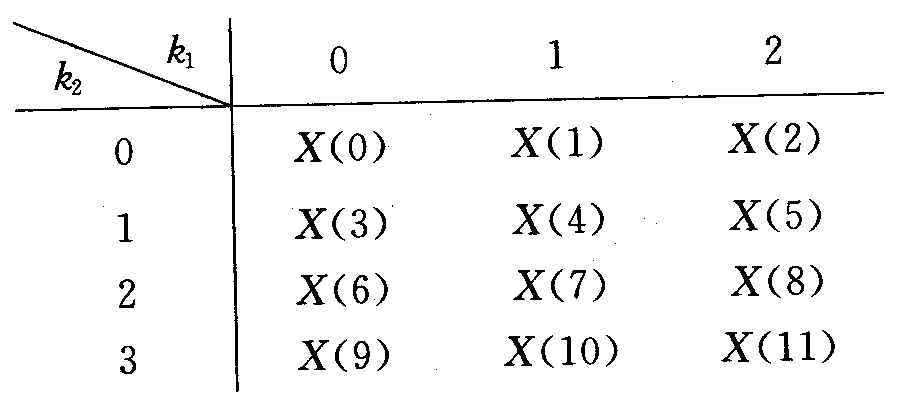 k₁ 0 1 2
k₂
0 X(0) X(1) X(2)
1 X(3) X(4) X(5)
2 X(6) X(7) X(8)
3 X(9) X(10) X(11)